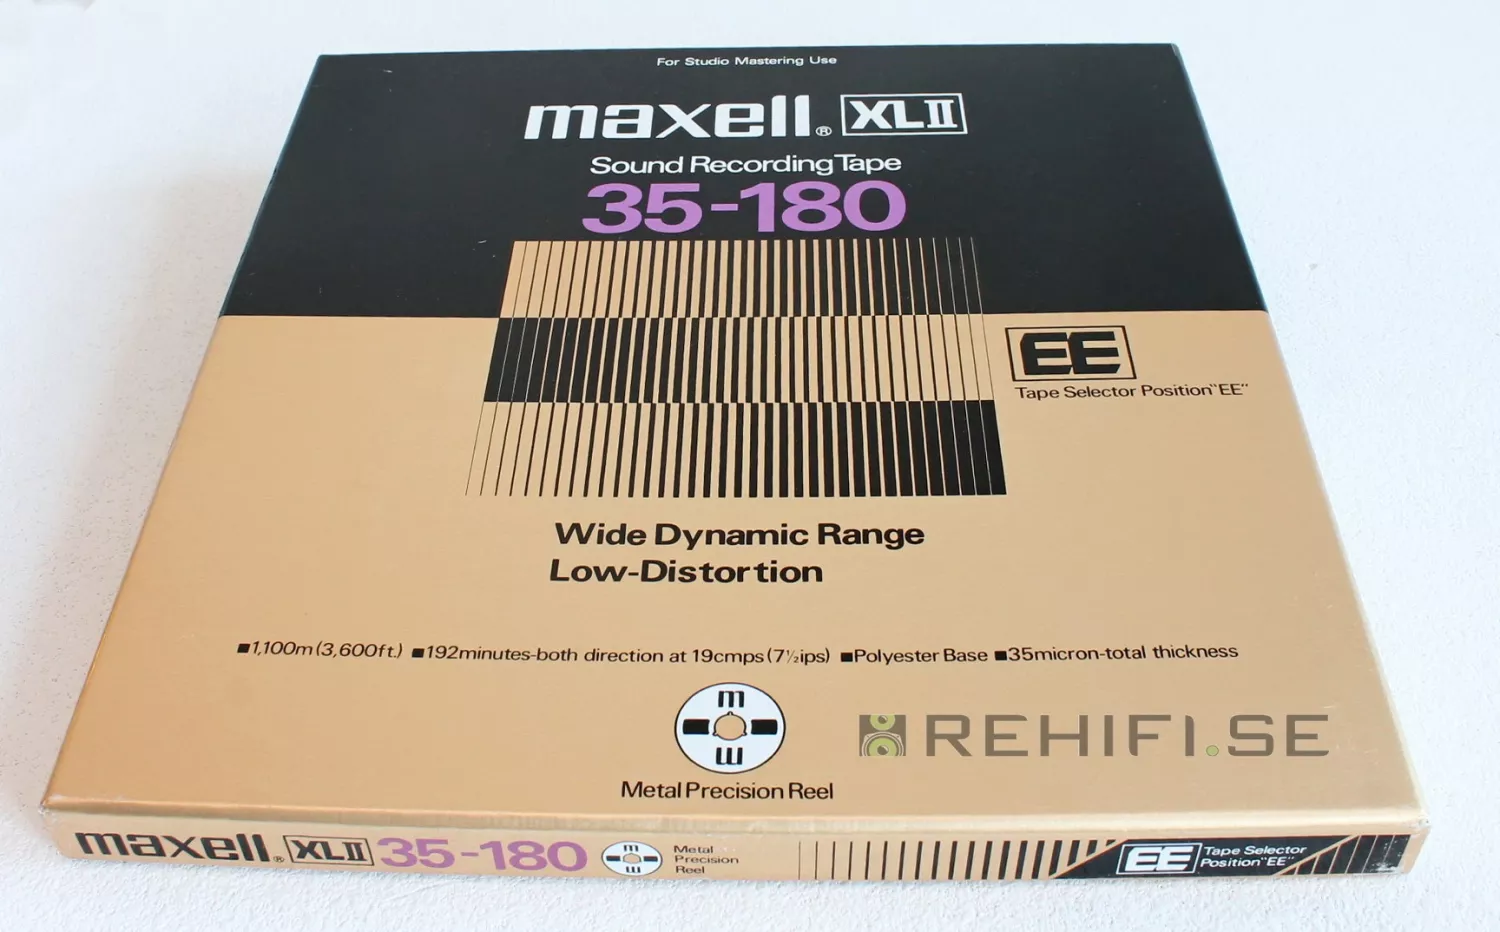 For Studio Mastering Use
maxell® XLII
Sound Recording Tape
35-180
EE
Tape Selector Position "EE"
Wide Dynamic Range
Low-Distortion
■1,100m (3,600ft.) ■192minutes-both direction at 19cmps (7½ips) ■Polyester Base ■35micron-total thickness
m
m
REHIFI.SE
Metal Precision Reel
maxell® XLII 35-180
m
m
Metal
Precision
Reel
EE
Tape Selector
Position "EE"